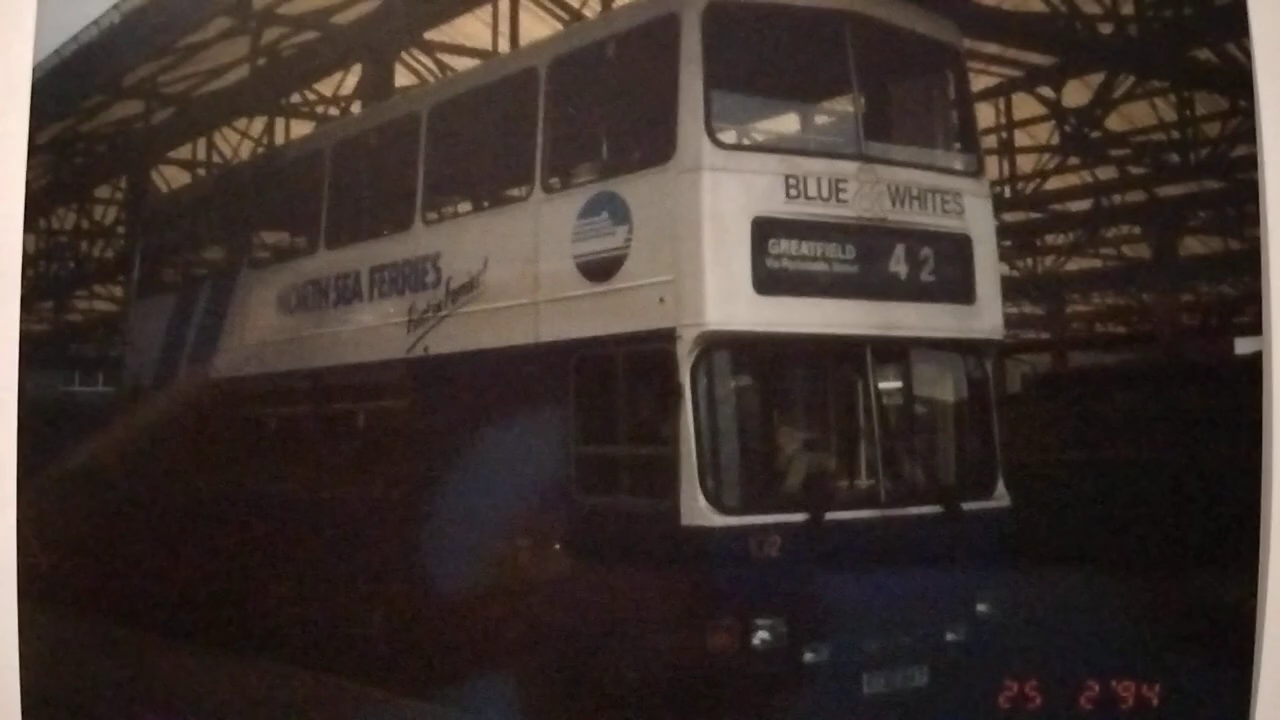 BLUE & WHITES
GREATFIELD
42
NORTH SEA FERRIES
25 2 '94